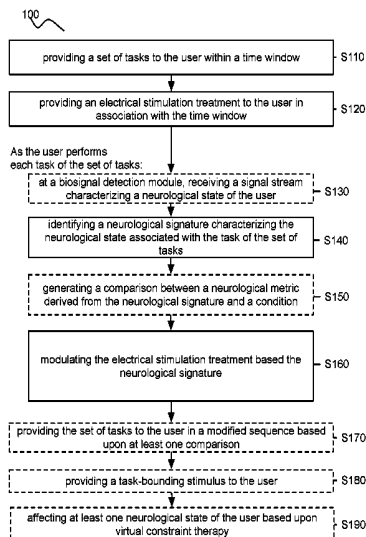 100
providing a set of tasks to the user within a time window
S110
providing an electrical stimulation treatment to the user in
association with the time window
S120
As the user performs
each task of the set of tasks:
at a biosignal detection module, receiving a signal stream
characterizing a neurological state of the user
S130
identifying a neurological signature characterizing the
neurological state associated with the task of the set of
tasks
S140
generating a comparison between a neurological metric
derived from the neurological signature and a condition
S150
modulating the electrical stimulation treatment based the
neurological signature
S160
providing the set of tasks to the user in a modified sequence based
upon at least one comparison
S170
providing a task-bounding stimulus to the user
S180
affecting at least one neurological state of the user based upon
virtual constraint therapy
S190